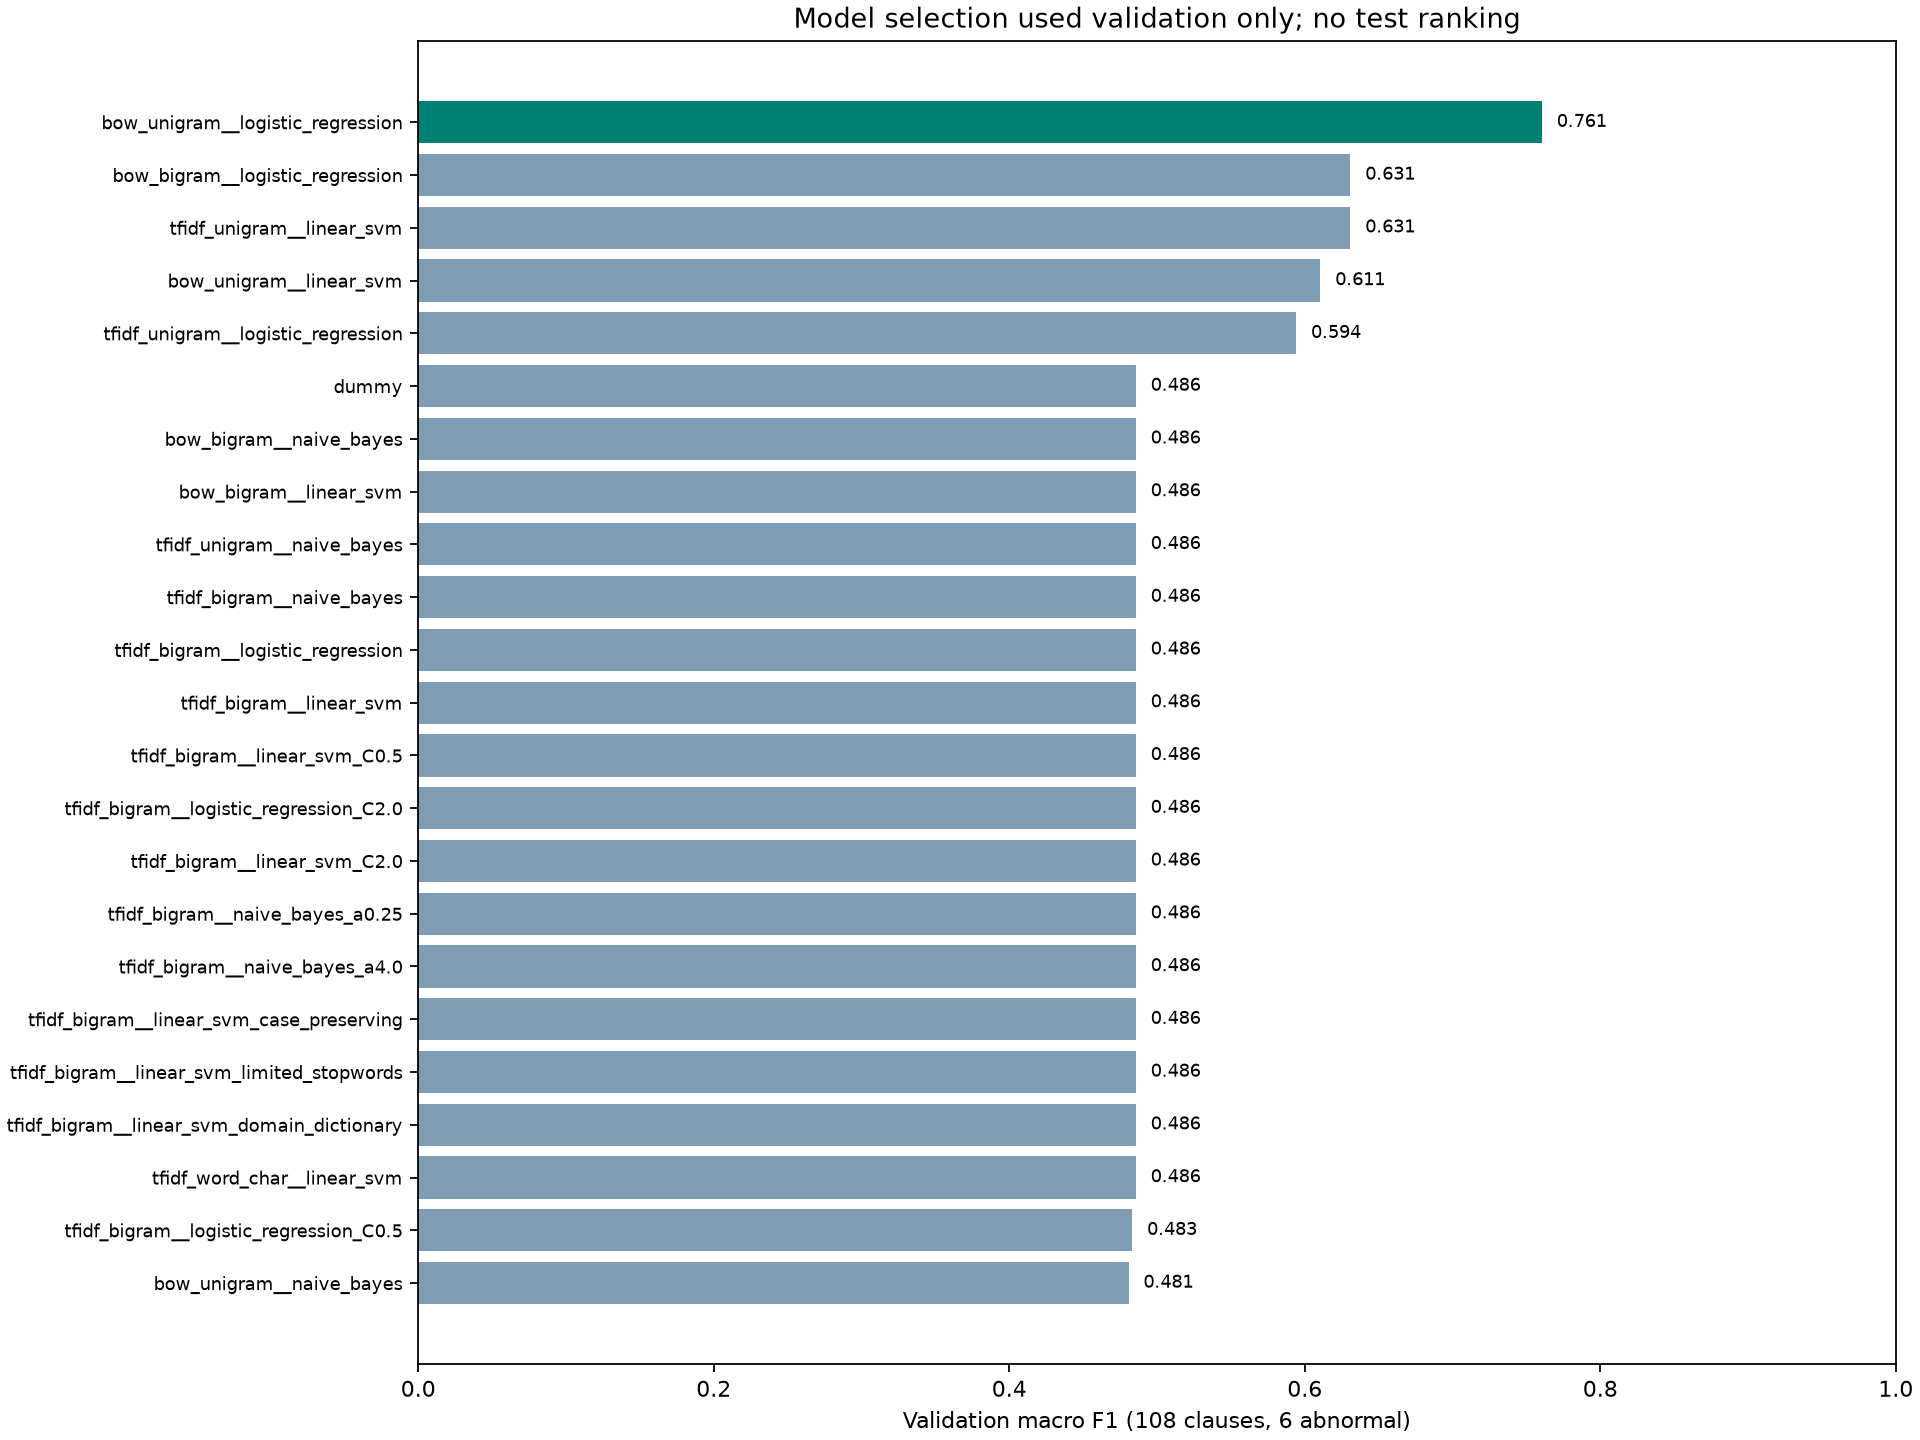 Model selection used validation only; no test ranking
bow_unigram__logistic_regression 0.761
bow_bigram__logistic_regression 0.631
tfidf_unigram__linear_svm 0.631
bow_unigram__linear_svm 0.611
tfidf_unigram__logistic_regression 0.594
dummy 0.486
bow_bigram__naive_bayes 0.486
bow_bigram__linear_svm 0.486
tfidf_unigram__naive_bayes 0.486
tfidf_bigram__naive_bayes 0.486
tfidf_bigram__logistic_regression 0.486
tfidf_bigram__linear_svm 0.486
tfidf_bigram__linear_svm_C0.5 0.486
tfidf_bigram__logistic_regression_C2.0 0.486
tfidf_bigram__linear_svm_C2.0 0.486
tfidf_bigram__naive_bayes_a0.25 0.486
tfidf_bigram__naive_bayes_a4.0 0.486
tfidf_bigram__linear_svm_case_preserving 0.486
tfidf_bigram__linear_svm_limited_stopwords 0.486
tfidf_bigram__linear_svm_domain_dictionary 0.486
tfidf_word_char__linear_svm 0.486
tfidf_bigram__logistic_regression_C0.5 0.483
bow_unigram__naive_bayes 0.481
0.0 0.2 0.4 0.6 0.8 1.0
Validation macro F1 (108 clauses, 6 abnormal)